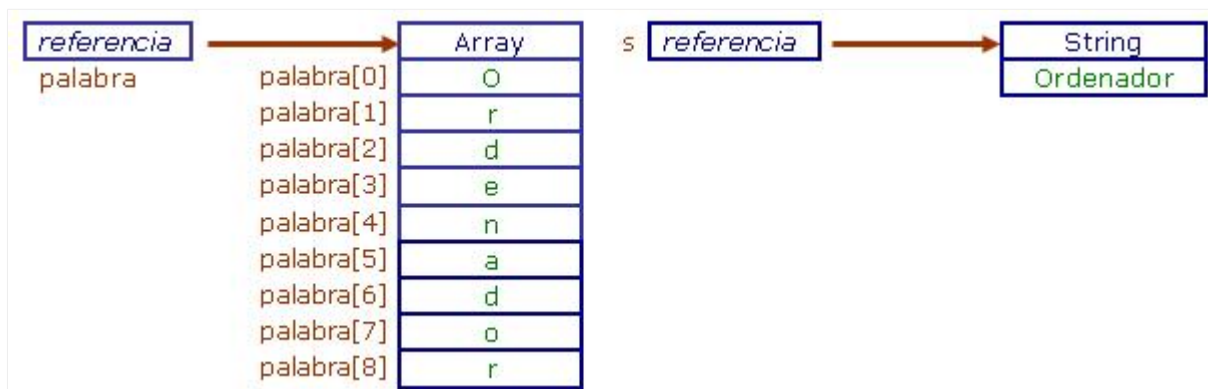 referencia Array s referencia String
palabra palabra[0] O Ordenador
palabra[1] r
palabra[2] d
palabra[3] e
palabra[4] n
palabra[5] a
palabra[6] d
palabra[7] o
palabra[8] r